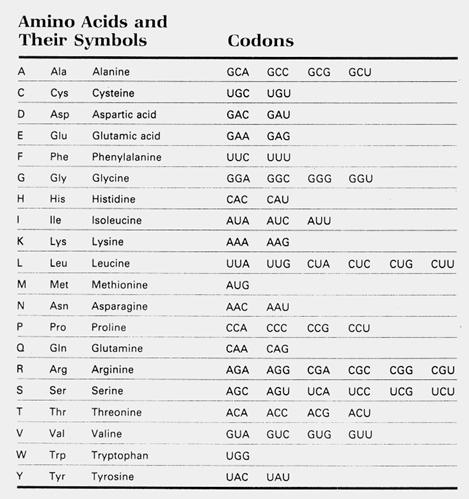 Amino Acids and
Their Symbols Codons
A Ala Alanine GCA GCC GCG GCU
C Cys Cysteine UGC UGU
D Asp Aspartic acid GAC GAU
E Glu Glutamic acid GAA GAG
F Phe Phenylalanine UUC UUU
G Gly Glycine GGA GGC GGG GGU
H His Histidine CAC CAU
I Ile Isoleucine AUA AUC AUU
K Lys Lysine AAA AAG
L Leu Leucine UUA UUG CUA CUC CUG CUU
M Met Methionine AUG
N Asn Asparagine AAC AAU
P Pro Proline CCA CCC CCG CCU
Q Gln Glutamine CAA CAG
R Arg Arginine AGA AGG CGA CGC CGG CGU
S Ser Serine AGC AGU UCA UCC UCG UCU
T Thr Threonine ACA ACC ACG ACU
V Val Valine GUA GUC GUG GUU
W Trp Tryptophan UGG
Y Tyr Tyrosine UAC UAU